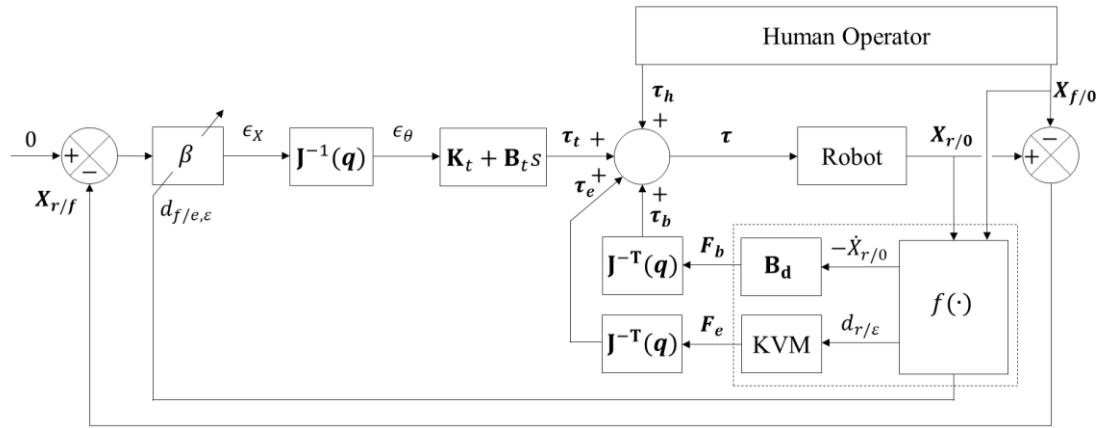 Human Operator
τ_h
X_{f/0}
+
−
0
+
−
β
ϵ_X
J^{-1}(q)
ϵ_θ
K_t + B_t s
τ_t
+
τ
Robot
X_{r/0}
+
X_{r/f}
d_{f/e,ε}
τ_e
+
+
τ_b
J^{-T}(q)
F_b
B_d
−Ẋ_{r/0}
f(·)
J^{-T}(q)
F_e
KVM
d_{r/ε}